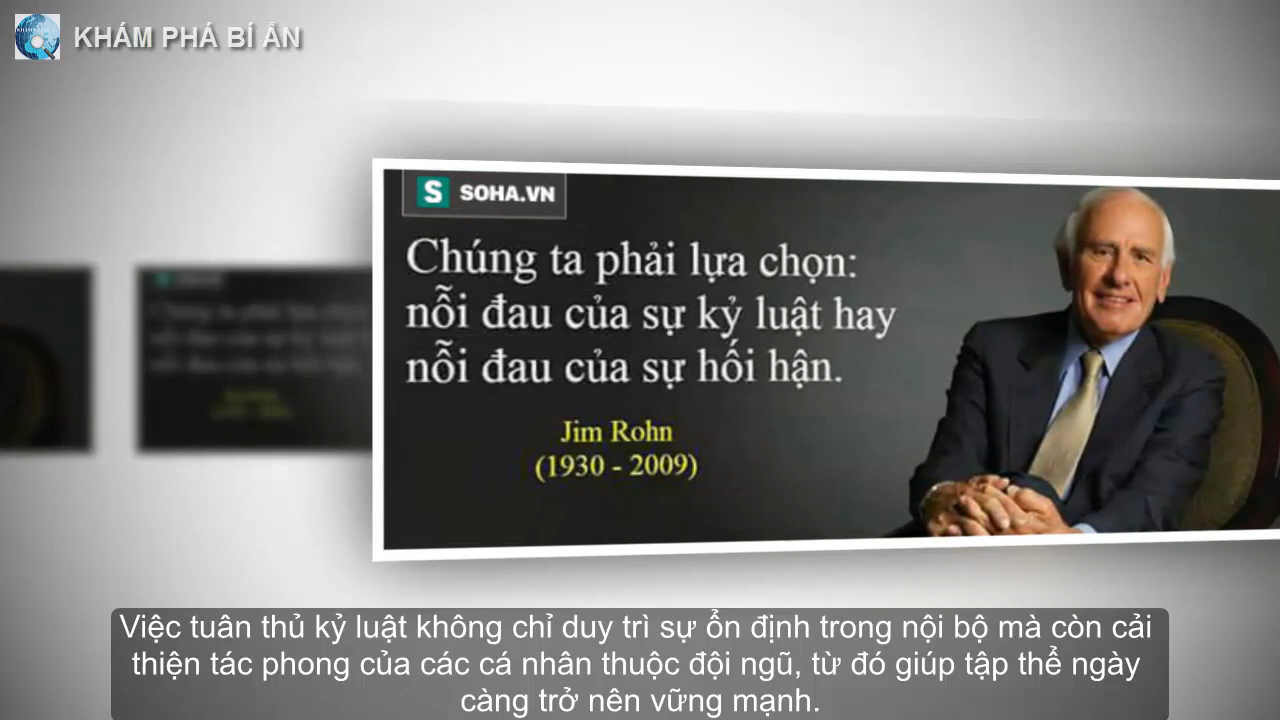 KHÁM PHÁ BÍ ẨN
S SOHA.VN
Chúng ta phải lựa chọn:
nỗi đau của sự kỷ luật hay
nỗi đau của sự hối hận.
Jim Rohn
(1930 - 2009)
Việc tuân thủ kỷ luật không chỉ duy trì sự ổn định trong nội bộ mà còn cải
thiện tác phong của các cá nhân thuộc đội ngũ, từ đó giúp tập thể ngày
càng trở nên vững mạnh.